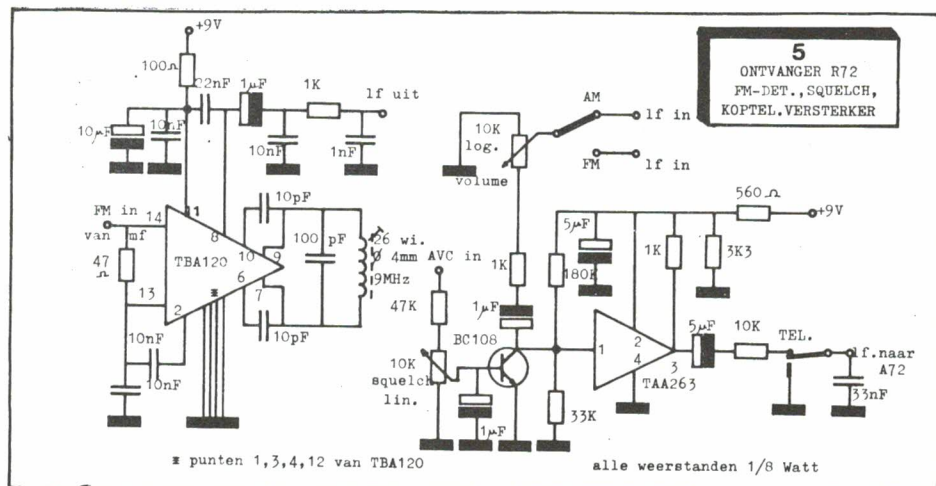 5
ONTVANGER R72
FM-DET.,SQUELCH,
KOPTEL.VERSTERKER
+9V
100Ω
22nF
1µF
1K
lf uit
10µF
10nF
10nF
1nF
FM in
van mf
14
11
8
10pF
47
Ω
TBA120
10
9
100
pF
26 wi.
Ø 4mm
9MHz
13
2
6
7
10pF
10nF
10nF
AM
lf in
10K
log.
FM
lf in
volume
560 Ω
+9V
5µF
1K
3K3
AVC in
1K
180K
47K
1µF
BC108
10K
squelch
lin.
1
2
4
3
TAA263
5µF
10K
TEL.
lf.naar
A72
33nF
33K
1µF
ⵌ punten 1,3,4,12 van TBA120
alle weerstanden 1/8 Watt